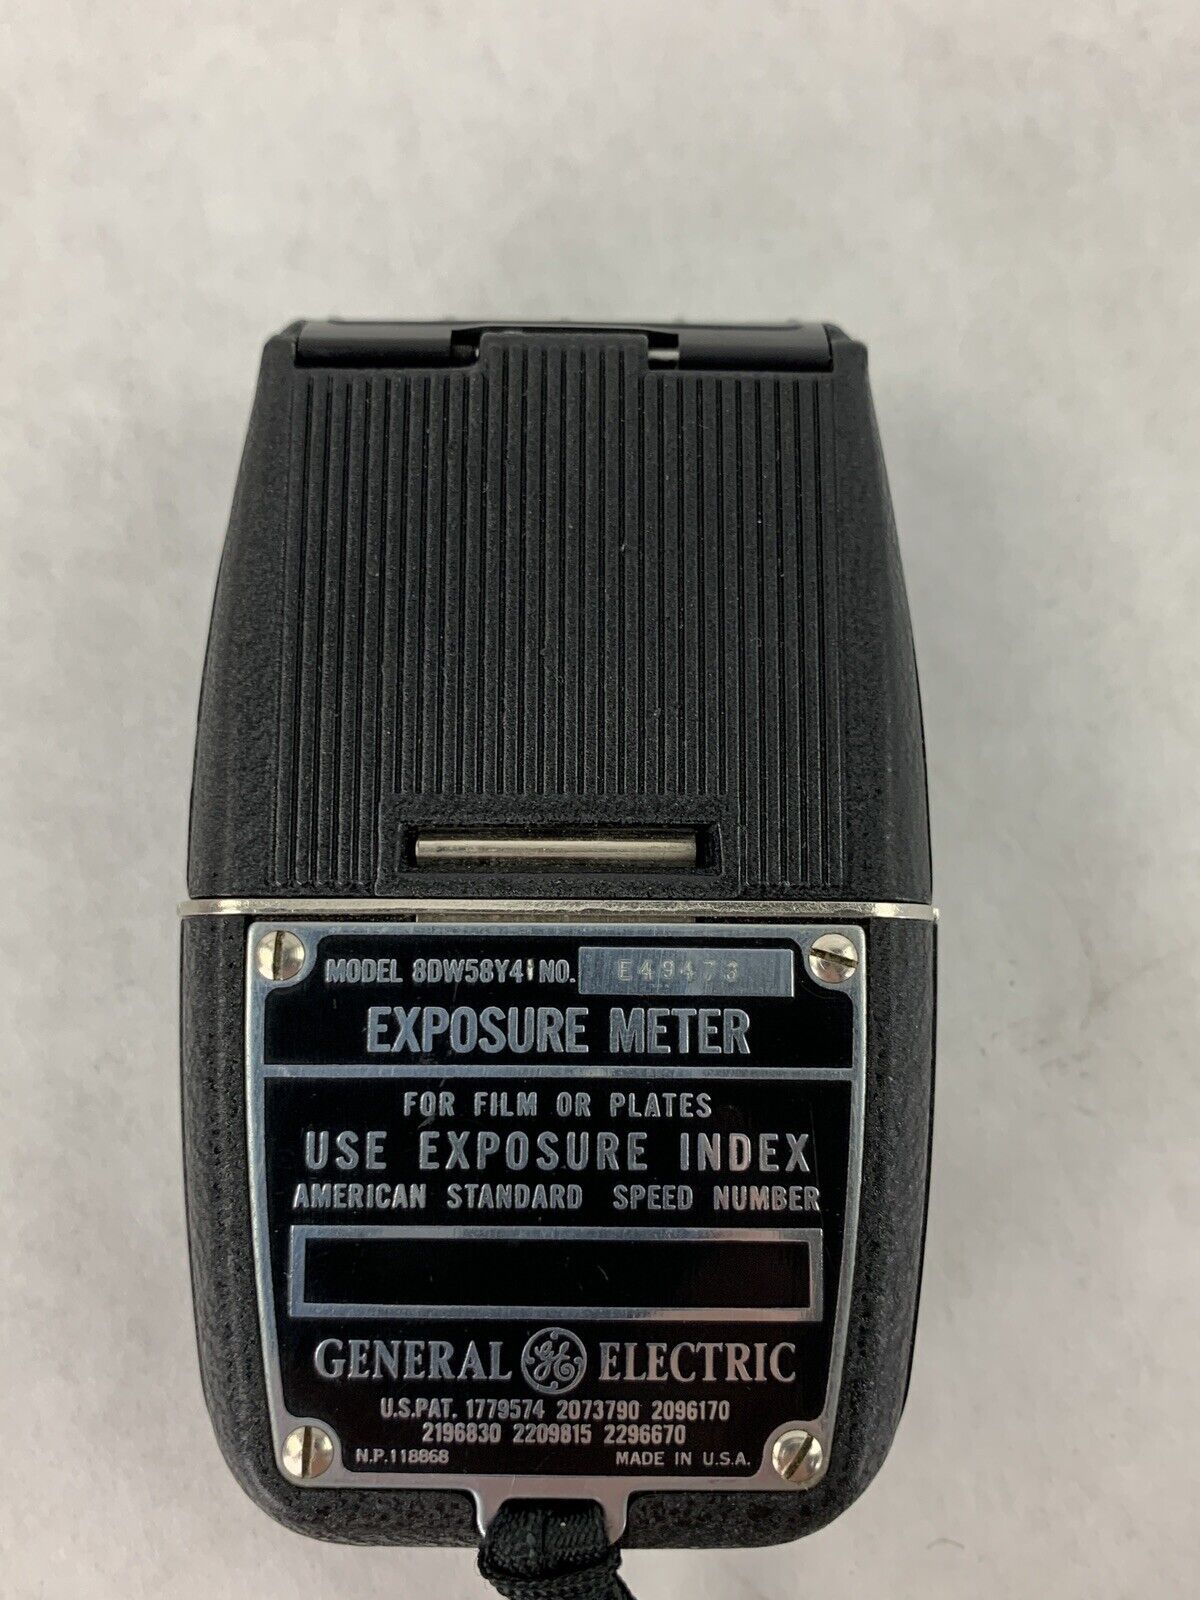 MODEL 8DW58Y4 NO. E49473
EXPOSURE METER
FOR FILM OR PLATES
USE EXPOSURE INDEX
AMERICAN STANDARD SPEED NUMBER
GENERAL GE ELECTRIC
U.S.PAT. 1779574 2073790 2096170
2196830 2209815 2296670
N.P.118868 MADE IN U.S.A.